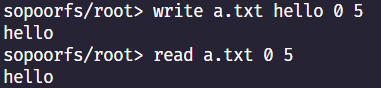 sopoorfs/root> write a.txt hello 0 5
hello
sopoorfs/root> read a.txt 0 5
hello